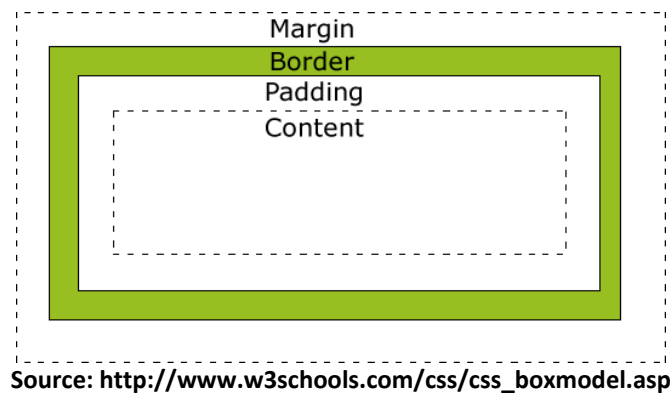 Margin
Border
Padding
Content
Source: http://www.w3schools.com/css/css_boxmodel.asp